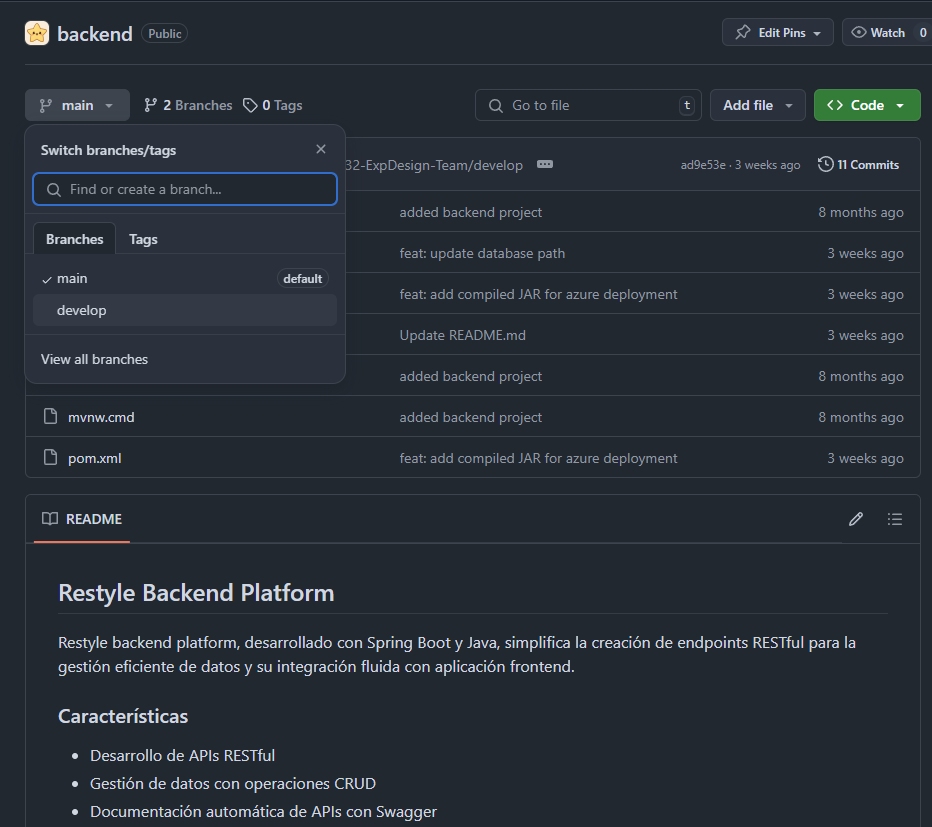 backend Public Edit Pins Watch 0
main 2 Branches 0 Tags Go to file t Add file Code
Switch branches/tags
32-ExpDesign-Team/develop ad9e53e · 3 weeks ago 11 Commits
Find or create a branch...
added backend project 8 months ago
Branches Tags
feat: update database path 3 weeks ago
main default
feat: add compiled JAR for azure deployment 3 weeks ago
develop
Update README.md 3 weeks ago
View all branches
added backend project 8 months ago
mvnw.cmd added backend project 8 months ago
pom.xml feat: add compiled JAR for azure deployment 3 weeks ago
README
Restyle Backend Platform
Restyle backend platform, desarrollado con Spring Boot y Java, simplifica la creación de endpoints RESTful para la
gestión eficiente de datos y su integración fluida con aplicación frontend.
Características
• Desarrollo de APIs RESTful
• Gestión de datos con operaciones CRUD
• Documentación automática de APIs con Swagger